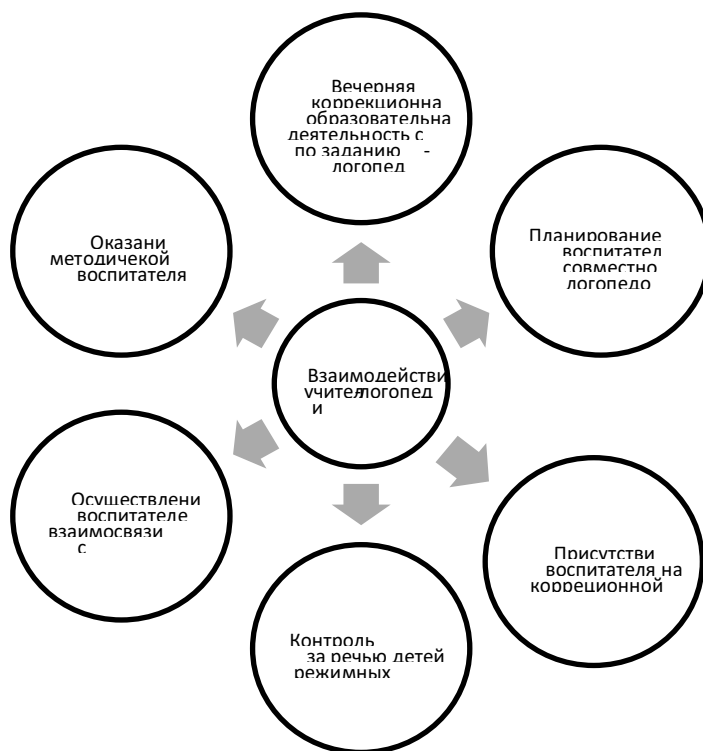 Вечерняя
коррекционна
образовательна
деятельность с
по заданию -
логопед
Оказани
методичекой
воспитателя
Планирование
воспитател
совместно
логопедо
Взаимодействи
учителлогопед
и
Осуществлени
воспитателе
взаимосвязи
с
Присутстви
воспитателя на
корреционной
Контроль
за речью детей
режимных